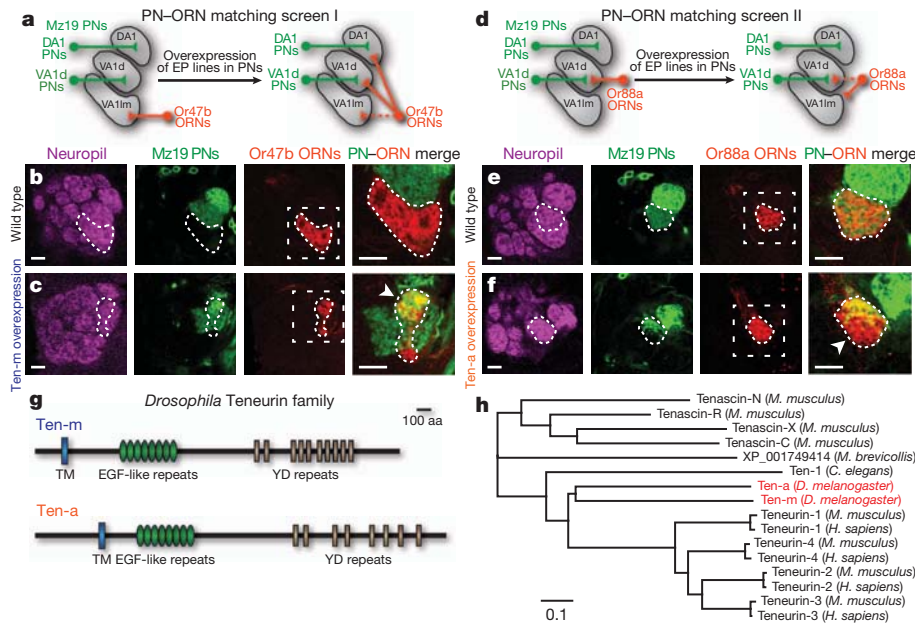 a PN–ORN matching screen I
Mz19 PNs
DA1 PNs
VA1d PNs
DA1
VA1d
VA1lm
Or47b ORNs
Overexpression of EP lines in PNs
DA1 PNs
VA1d PNs
DA1
VA1d
VA1lm
Or47b ORNs
Neuropil Mz19 PNs Or47b ORNs PN–ORN merge
b Wild type
c Ten-m overexpression
d PN–ORN matching screen II
Mz19 PNs
DA1 PNs
VA1d PNs
DA1
VA1d
VA1lm
Or88a ORNs
Overexpression of EP lines in PNs
DA1 PNs
VA1d PNs
DA1
VA1d
VA1lm
Or88a ORNs
Neuropil Mz19 PNs Or88a ORNs PN–ORN merge
e Wild type
f Ten-a overexpression
g Drosophila Teneurin family
100 aa
Ten-m
TM EGF-like repeats YD repeats
Ten-a
TM EGF-like repeats YD repeats
h
Tenascin-N (M. musculus)
Tenascin-R (M. musculus)
Tenascin-X (M. musculus)
Tenascin-C (M. musculus)
XP_001749414 (M. brevicollis)
Ten-1 (C. elegans)
Ten-a (D. melanogaster)
Ten-m (D. melanogaster)
Teneurin-1 (M. musculus)
Teneurin-1 (H. sapiens)
Teneurin-4 (M. musculus)
Teneurin-4 (H. sapiens)
Teneurin-2 (M. musculus)
Teneurin-2 (H. sapiens)
Teneurin-3 (M. musculus)
Teneurin-3 (H. sapiens)
0.1